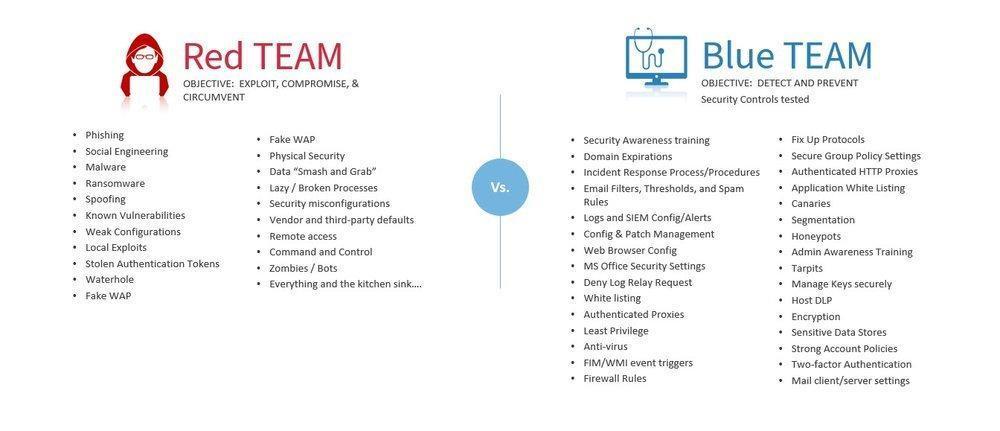 Red TEAM
OBJECTIVE: EXPLOIT, COMPROMISE, &
CIRCUMVENT
• Phishing
• Social Engineering
• Malware
• Ransomware
• Spoofing
• Known Vulnerabilities
• Weak Configurations
• Local Exploits
• Stolen Authentication Tokens
• Waterhole
• Fake WAP
• Fake WAP
• Physical Security
• Data “Smash and Grab”
• Lazy / Broken Processes
• Security misconfigurations
• Vendor and third-party defaults
• Remote access
• Command and Control
• Zombies / Bots
• Everything and the kitchen sink....
Vs.
Blue TEAM
OBJECTIVE: DETECT AND PREVENT
Security Controls tested
• Security Awareness training
• Domain Expirations
• Incident Response Process/Procedures
• Email Filters, Thresholds, and Spam
Rules
• Logs and SIEM Config/Alerts
• Config & Patch Management
• Web Browser Config
• MS Office Security Settings
• Deny Log Relay Request
• White listing
• Authenticated Proxies
• Least Privilege
• Anti-virus
• FIM/WMI event triggers
• Firewall Rules
• Fix Up Protocols
• Secure Group Policy Settings
• Authenticated HTTP Proxies
• Application White Listing
• Canaries
• Segmentation
• Honeypots
• Admin Awareness Training
• Tarpits
• Manage Keys securely
• Host DLP
• Encryption
• Sensitive Data Stores
• Strong Account Policies
• Two-factor Authentication
• Mail client/server settings